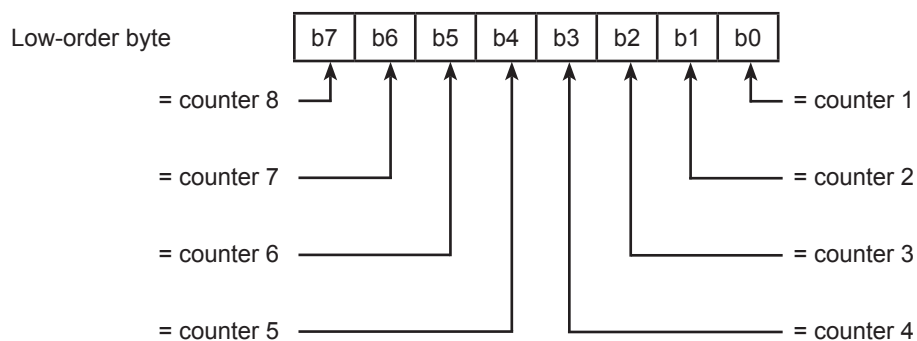 Low-order byte b7 b6 b5 b4 b3 b2 b1 b0
= counter 8 = counter 1
= counter 7 = counter 2
= counter 6 = counter 3
= counter 5 = counter 4